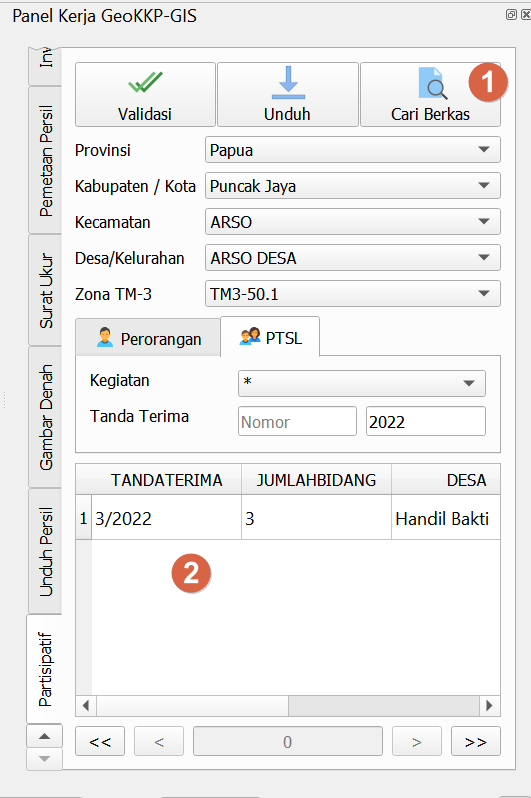 Panel Kerja GeoKKP-GIS
Validasi Unduh Cari Berkas 1
Provinsi Papua
Kabupaten / Kota Puncak Jaya
Kecamatan ARSO
Desa/Kelurahan ARSO DESA
Zona TM-3 TM3-50.1
Perorangan PTSL
Kegiatan *
Tanda Terima Nomor 2022
TANDATERIMA JUMLAHBIDANG DESA
1 3/2022 3 Handil Bakti
2
<< < 0 > >>
Pemetaan Persil
Surat Ukur
Gambar Denah
Unduh Persil
Partisipatif